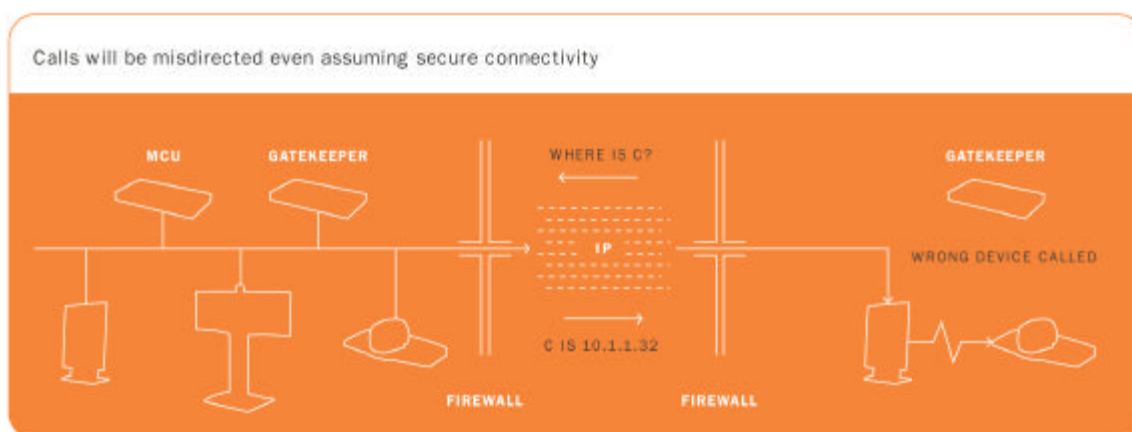 Calls will be misdirected even assuming secure connectivity
MCU
GATEKEEPER
WHERE IS C?
GATEKEEPER
IP
WRONG DEVICE CALLED
C IS 10.1.1.32
FIREWALL
FIREWALL